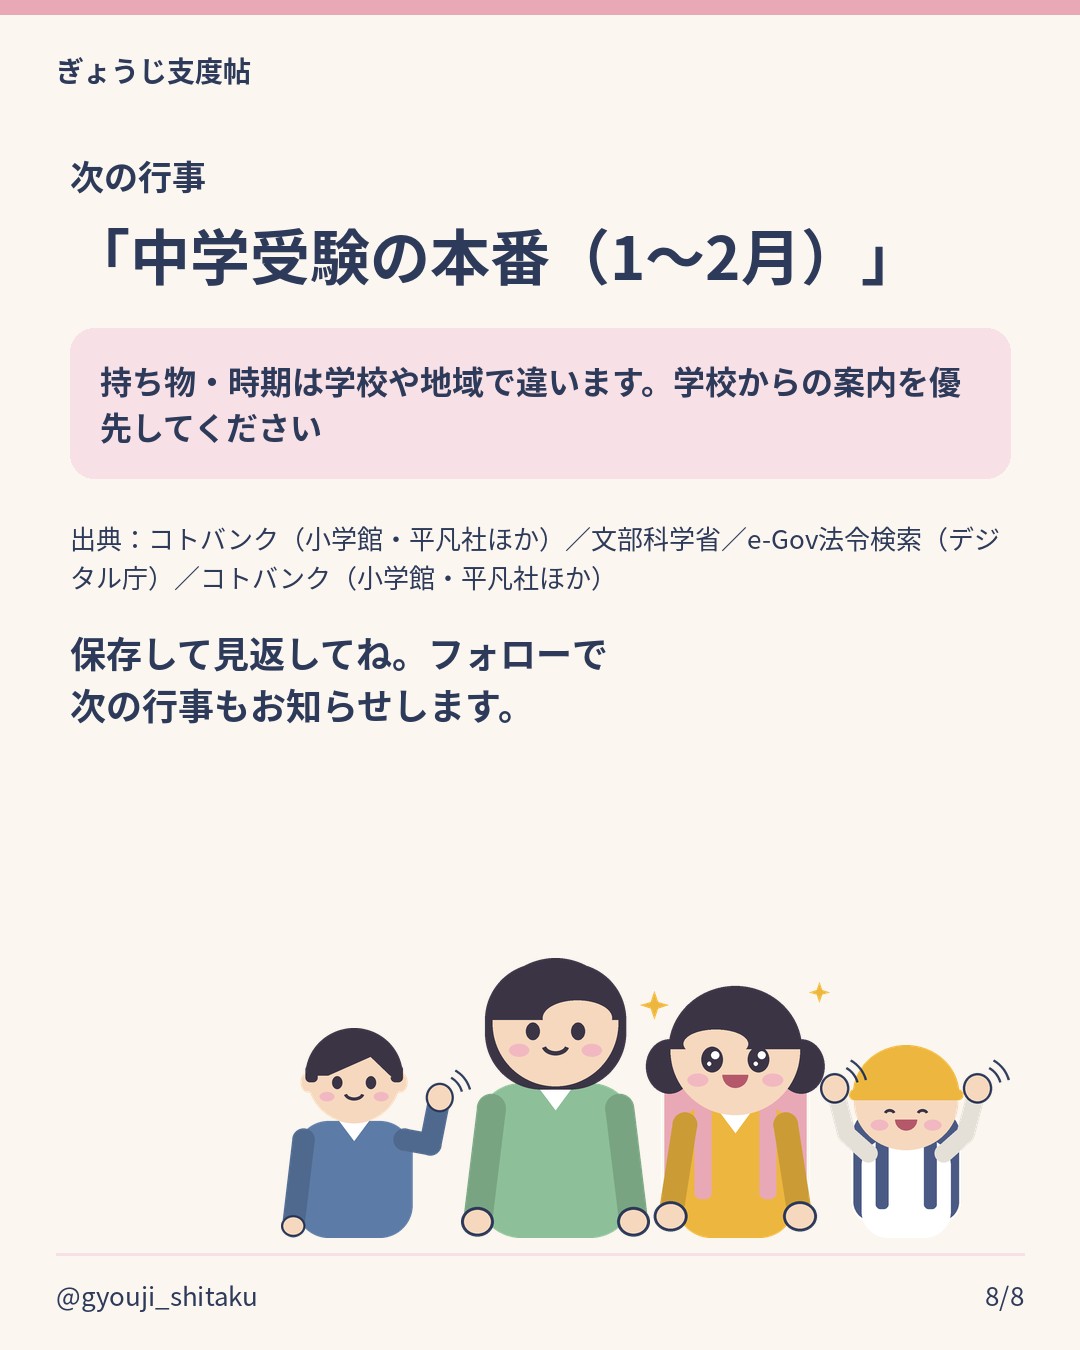 ぎょうじ支度帖
次の行事
「中学受験の本番（1〜2月）」
持ち物・時期は学校や地域で違います。学校からの案内を優
先してください
出典：コトバンク（小学館・平凡社ほか）／文部科学省／e-Gov法令検索（デジ
タル庁）／コトバンク（小学館・平凡社ほか）
保存して見返してね。フォローで
次の行事もお知らせします。
@gyouji_shitaku
8/8